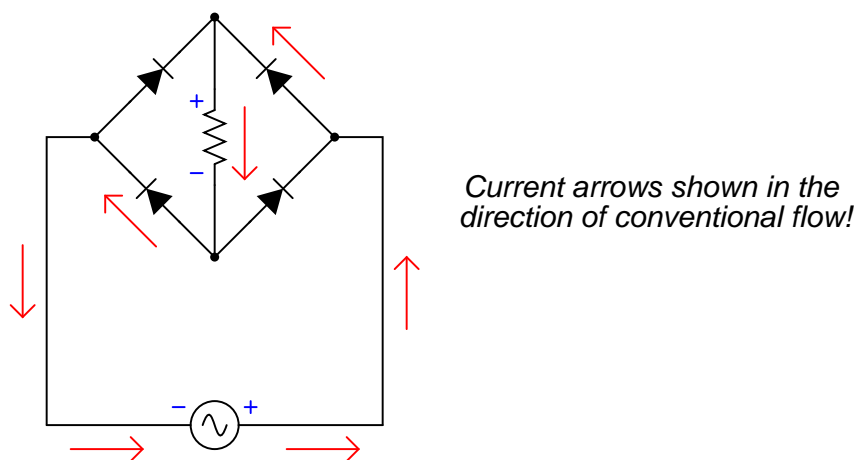 +
−
Current arrows shown in the
direction of conventional flow!
− +